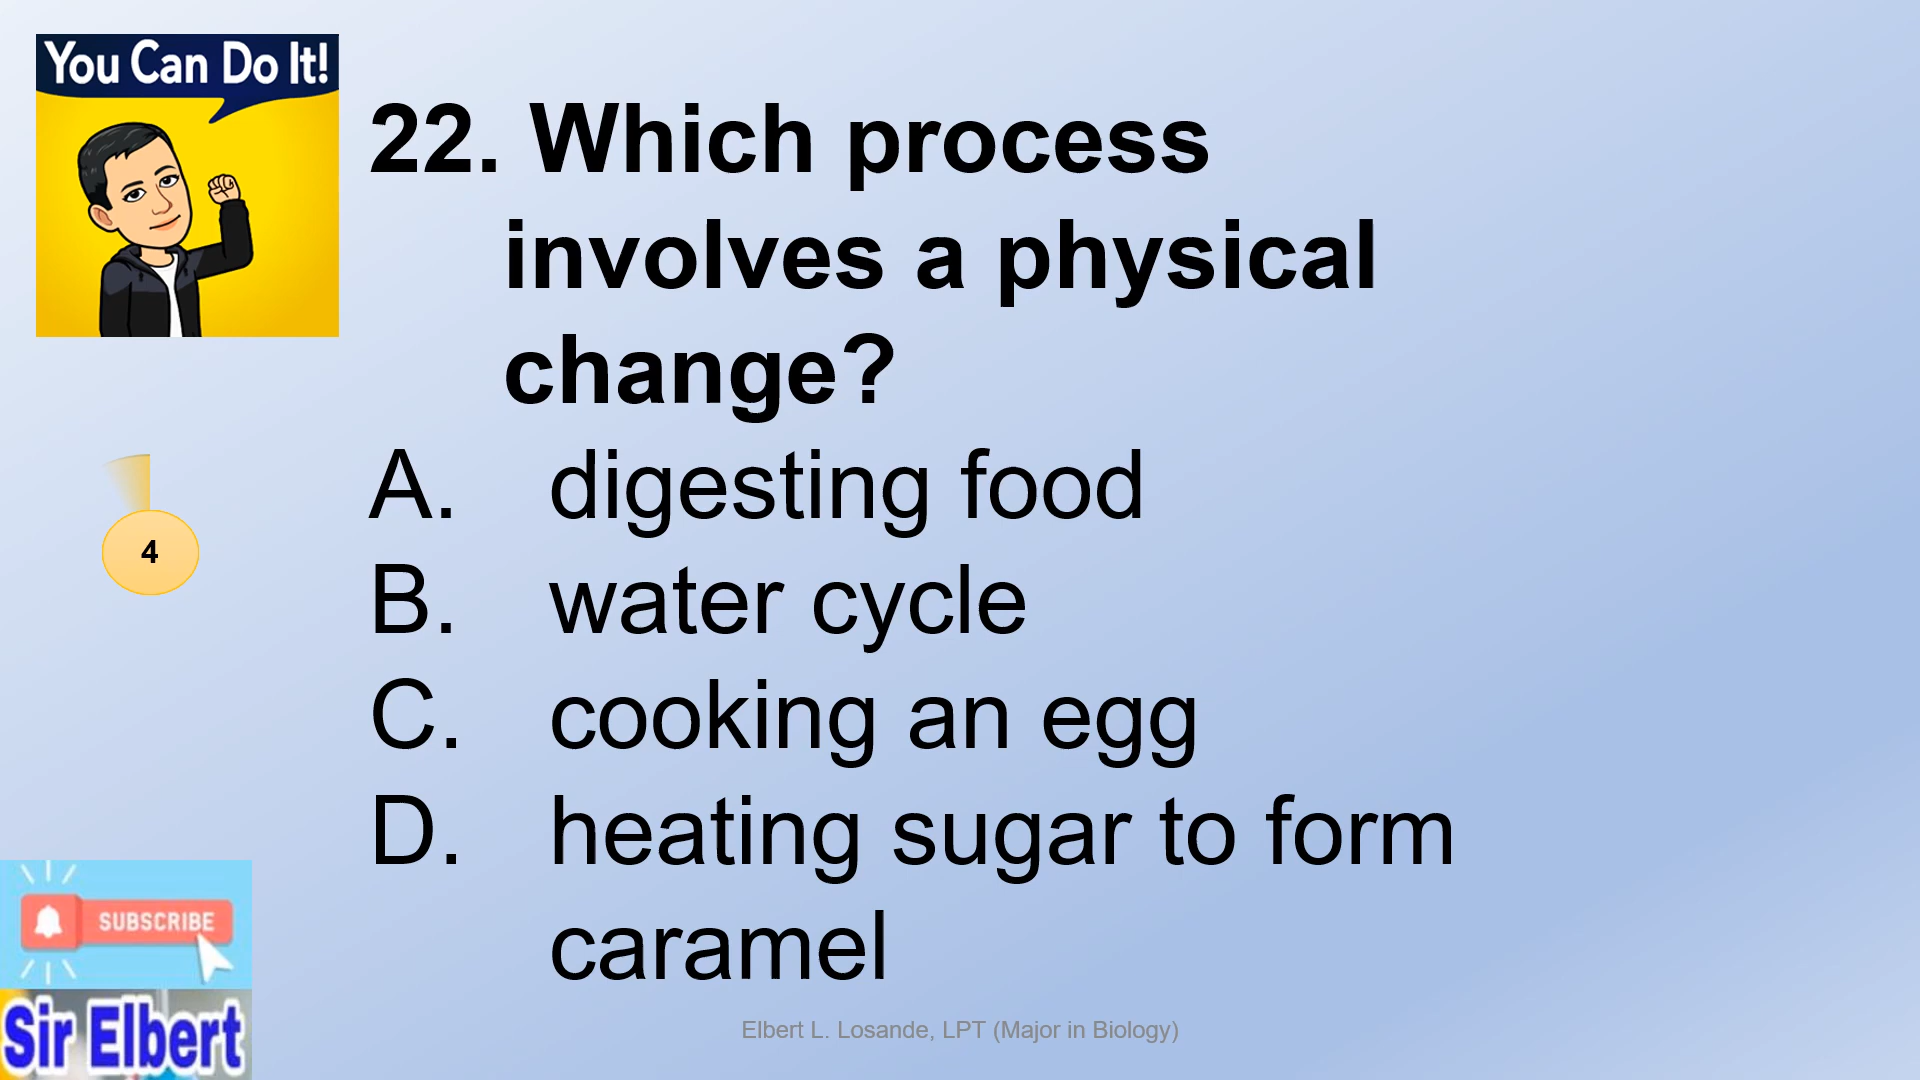 You Can Do It!
22. Which process
involves a physical
change?
A. digesting food
B. water cycle
C. cooking an egg
D. heating sugar to form
caramel
4
SUBSCRIBE
Sir Elbert
Elbert L. Losande, LPT (Major in Biology)